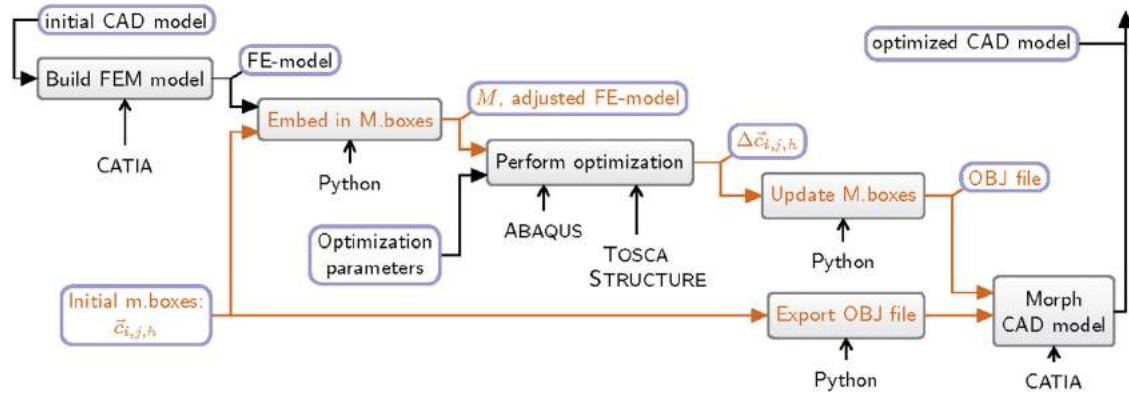 initial CAD model
optimized CAD model
Build FEM model
FE-model
CATIA
Embed in M.boxes
M, adjusted FE-model
Python
Perform optimization
Δc⃗i,j,h
ABAQUS
TOSCA
STRUCTURE
Update M.boxes
OBJ file
Python
Optimization
parameters
Initial m.boxes:
c⃗i,j,h
Export OBJ file
Morph
CAD model
Python
CATIA